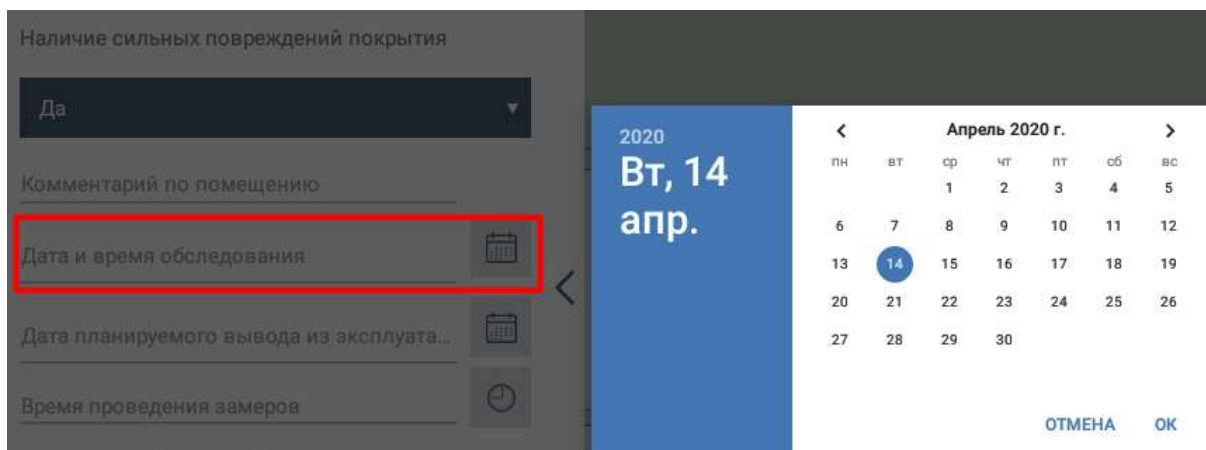 Наличие сильных повреждений покрытия
Да
Комментарий по помещению
Дата и время обследования
Дата планируемого вывода из эксплуата...
Время проведения замеров
2020
Вт, 14
апр.
Апрель 2020 г.
пн вт ср чт пт сб вс
1 2 3 4 5
6 7 8 9 10 11 12
13 14 15 16 17 18 19
20 21 22 23 24 25 26
27 28 29 30
ОТМЕНА ОК